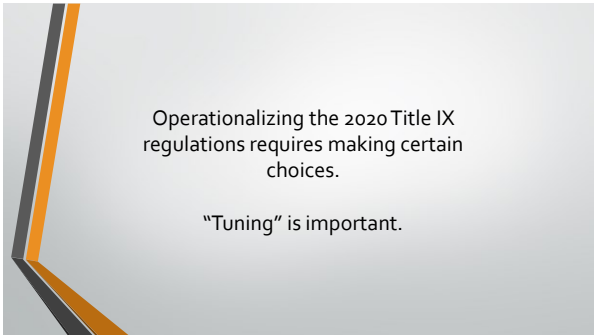 Operationalizing the 2020 Title IX
regulations requires making certain
choices.
“Tuning” is important.